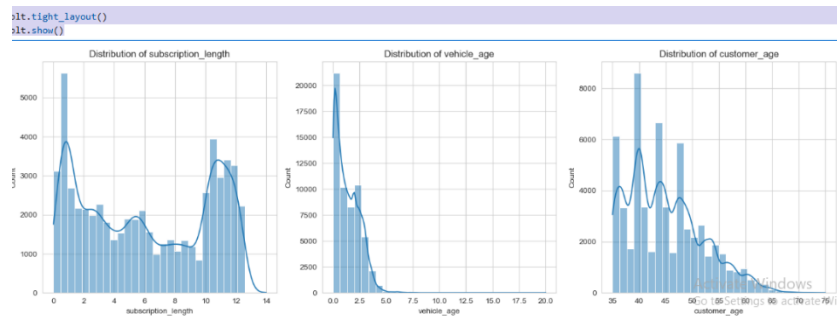 plt.tight_layout()
plt.show()
Distribution of subscription_length
Distribution of vehicle_age
Distribution of customer_age
5000
4000
3000
2000
1000
0
Count
0 2 4 6 8 10 12 14
subscription_length
20000
17500
15000
12500
10000
7500
5000
2500
0
Count
0.0 2.5 5.0 7.5 10.0 12.5 15.0 17.5 20.0
vehicle_age
8000
6000
4000
2000
0
Count
35 40 45 50 55 60 65 70 75
customer_age
Activate Windows
Go to Settings to activate Wi